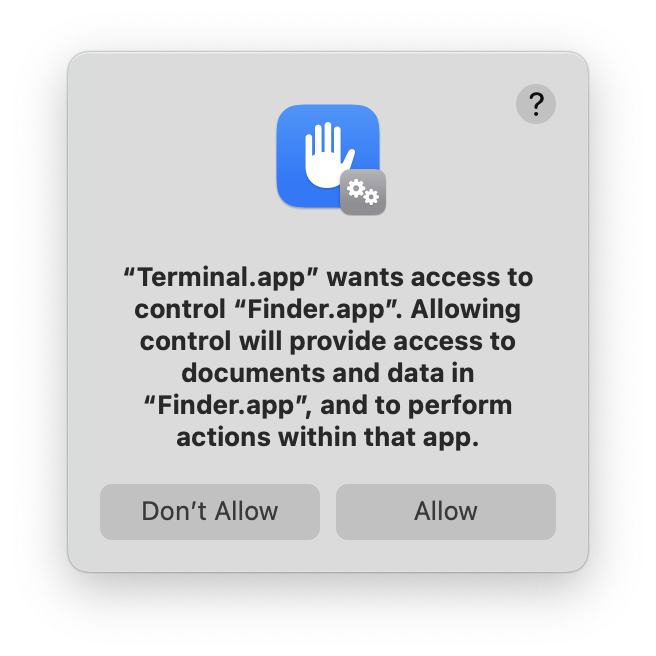 ?
“Terminal.app” wants access to
control “Finder.app”. Allowing
control will provide access to
documents and data in
“Finder.app”, and to perform
actions within that app.
Don’t Allow
Allow